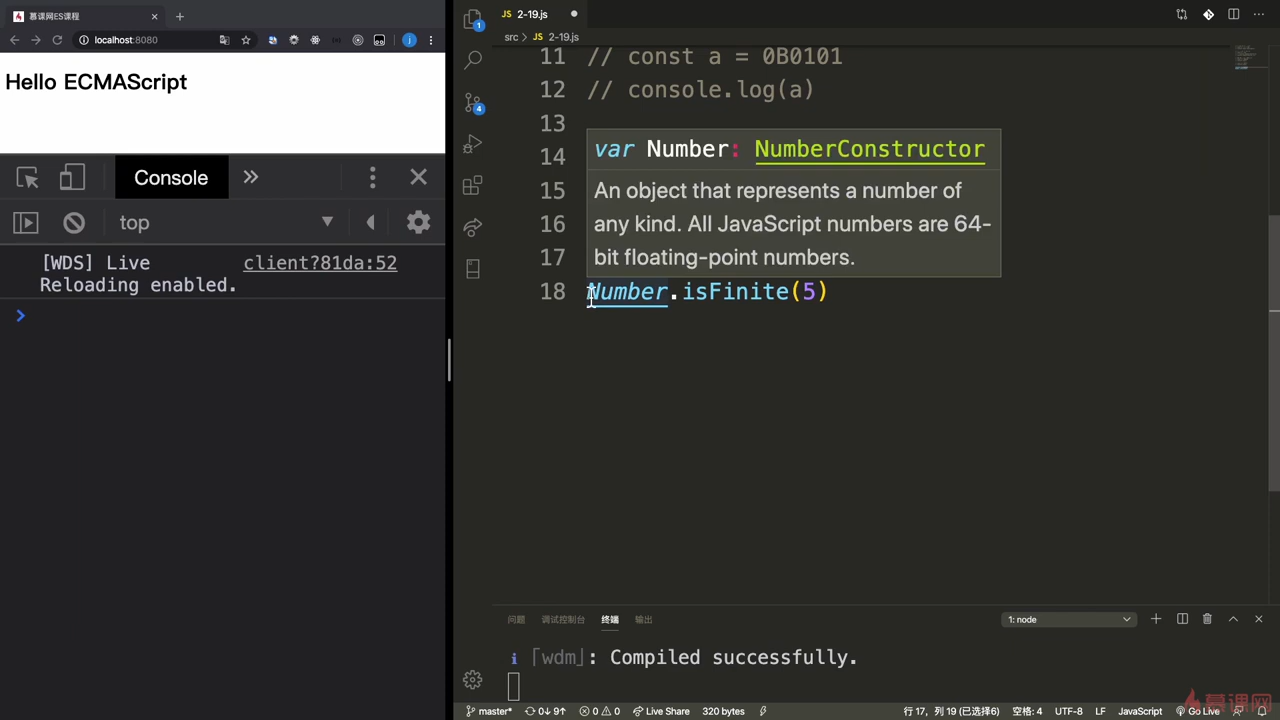 慕课网ES课程
localhost:8080
Hello ECMAScript
Console
top
[WDS] Live client?81da:52
Reloading enabled.
JS 2-19.js
src > JS 2-19.js
11 // const a = 0B0101
12 // console.log(a)
13
14
15
16
17
18 Number.isFinite(5)
var Number: NumberConstructor
An object that represents a number of
any kind. All JavaScript numbers are 64-
bit floating-point numbers.
1
4
问题 调试控制台 终端 输出 1: node
i 「wdm」: Compiled successfully.
master* 0↓ 9↑ 0 0 Live Share 320 bytes 行 17, 列 19 (已选择6) 空格: 4 UTF-8 LF JavaScript Go Live
慕课网